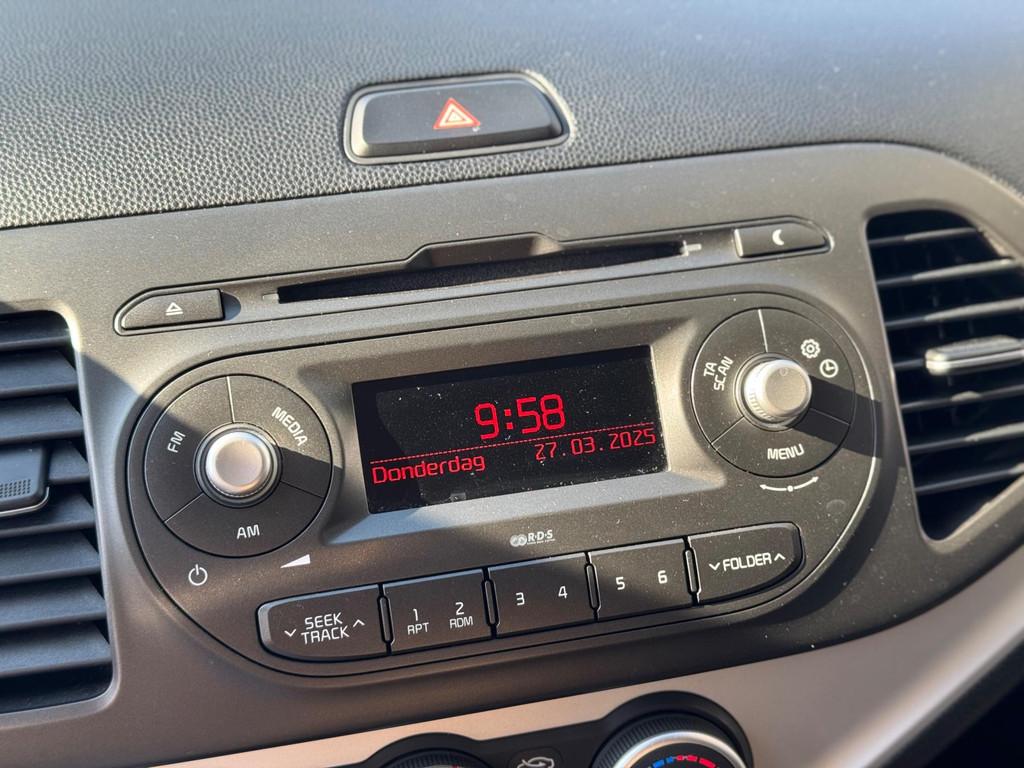 9:58
Donderdag 27.03.2025
FM
MEDIA
AM
TA
SCAN
MENU
R·D·S
SEEK
TRACK
1 2
RPT RDM
3 4
5 6
FOLDER